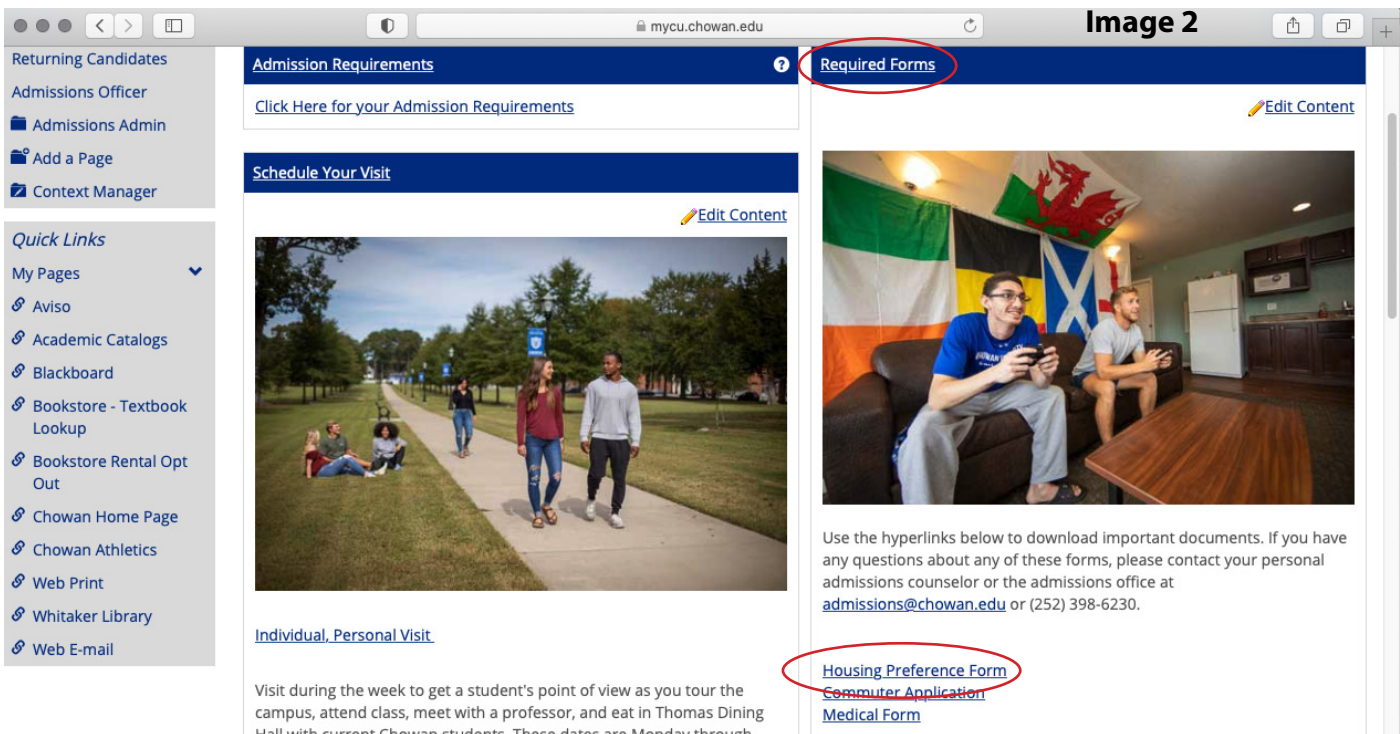 mycu.chowan.edu
Image 2
Returning Candidates
Admissions Officer
Admissions Admin
Add a Page
Context Manager
Quick Links
My Pages
Aviso
Academic Catalogs
Blackboard
Bookstore - Textbook
Lookup
Bookstore Rental Opt
Out
Chowan Home Page
Chowan Athletics
Web Print
Whitaker Library
Web E-mail
Admission Requirements
Click Here for your Admission Requirements
Schedule Your Visit
Edit Content
Individual, Personal Visit
Visit during the week to get a student's point of view as you tour the
campus, attend class, meet with a professor, and eat in Thomas Dining
Hall with current Chowan students. These dates are Monday through
Required Forms
Edit Content
Use the hyperlinks below to download important documents. If you have
any questions about any of these forms, please contact your personal
admissions counselor or the admissions office at
admissions@chowan.edu or (252) 398-6230.
Housing Preference Form
Commuter Application
Medical Form